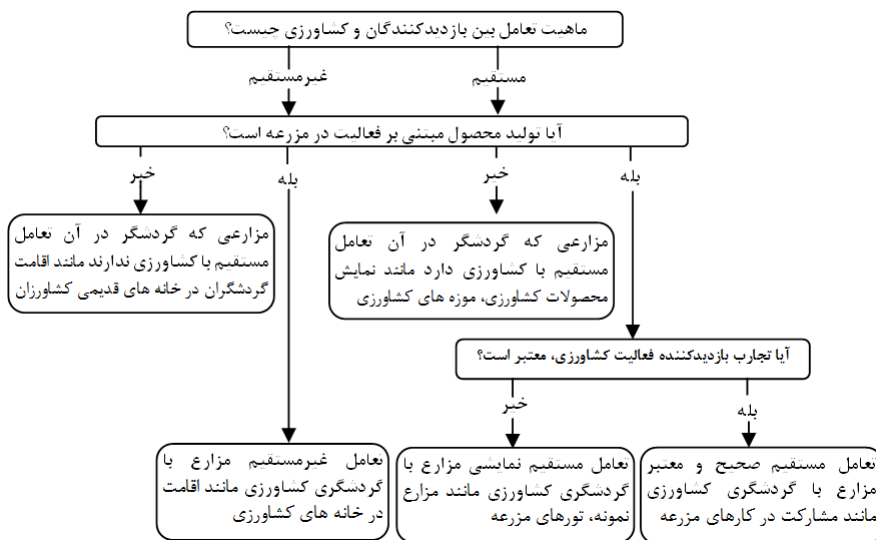 ماهیت تعامل بین بازدیدکنندگان و کشاورزی چیست؟
مستقیم
غیرمستقیم
آیا تولید محصول مبتنی بر فعالیت در مزرعه است؟
بله
خیر
بله
خیر
مزارعی که گردشگر در آن تعامل
مستقیم با کشاورزی دارد مانند نمایش
محصولات کشاورزی، موزه های کشاورزی
مزارعی که گردشگر در آن تعامل
مستقیم با کشاورزی ندارند مانند اقامت
گردشگران در خانه های قدیمی کشاورزان
آیا تجارب بازدیدکننده فعالیت کشاورزی، معتبر است؟
بله
خیر
تعامل مستقیم صحیح و معتبر
مزارع با گردشگری کشاورزی
مانند مشارکت در کارهای مزرعه
تعامل مستقیم نمایشی مزارع با
گردشگری کشاورزی مانند مزارع
نمونه، تورهای مزرعه
تعامل غیرمستقیم مزارع با
گردشگری کشاورزی مانند اقامت
در خانه های کشاورزی